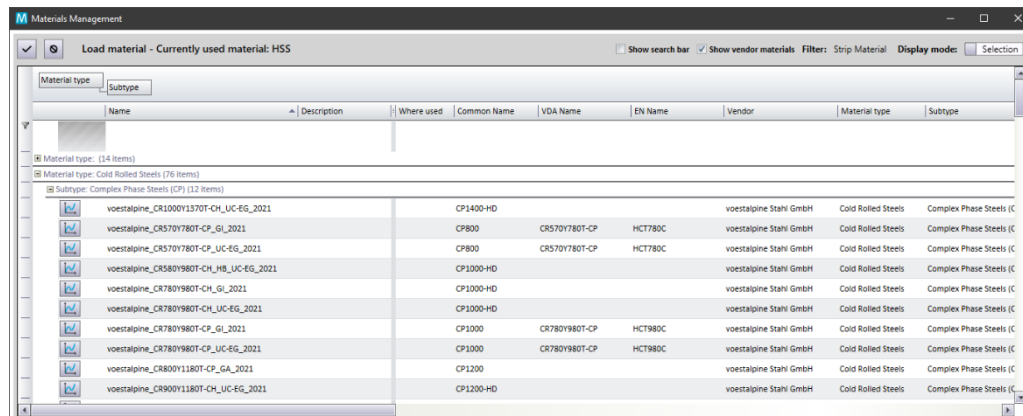 M Materials Management
Load material - Currently used material: HSS Show search bar Show vendor materials Filter: Strip Material Display mode: Selection
Material type
Subtype
Name Description Where used Common Name VDA Name EN Name Vendor Material type Subtype
Material type: (14 items)
Material type: Cold Rolled Steels (76 items)
Subtype: Complex Phase Steels (CP) (12 items)
voestalpine_CR1000Y1370T-CH_UC-EG_2021 CP1400-HD voestalpine Stahl GmbH Cold Rolled Steels Complex Phase Steels (C
voestalpine_CR570Y780T-CP_GI_2021 CP800 CR570Y780T-CP HCT780C voestalpine Stahl GmbH Cold Rolled Steels Complex Phase Steels (C
voestalpine_CR570Y780T-CP_UC-EG_2021 CP800 CR570Y780T-CP HCT780C voestalpine Stahl GmbH Cold Rolled Steels Complex Phase Steels (C
voestalpine_CR580Y980T-CH_HB_UC-EG_2021 CP1000-HD voestalpine Stahl GmbH Cold Rolled Steels Complex Phase Steels (C
voestalpine_CR780Y980T-CH_GI_2021 CP1000-HD voestalpine Stahl GmbH Cold Rolled Steels Complex Phase Steels (C
voestalpine_CR780Y980T-CH_UC-EG_2021 CP1000-HD voestalpine Stahl GmbH Cold Rolled Steels Complex Phase Steels (C
voestalpine_CR780Y980T-CP_GI_2021 CP1000 CR780Y980T-CP HCT980C voestalpine Stahl GmbH Cold Rolled Steels Complex Phase Steels (C
voestalpine_CR780Y980T-CP_UC-EG_2021 CP1000 CR780Y980T-CP HCT980C voestalpine Stahl GmbH Cold Rolled Steels Complex Phase Steels (C
voestalpine_CR800Y1180T-CP_GA_2021 CP1200 voestalpine Stahl GmbH Cold Rolled Steels Complex Phase Steels (C
voestalpine_CR900Y1180T-CH_UC-EG_2021 CP1200-HD voestalpine Stahl GmbH Cold Rolled Steels Complex Phase Steels (C